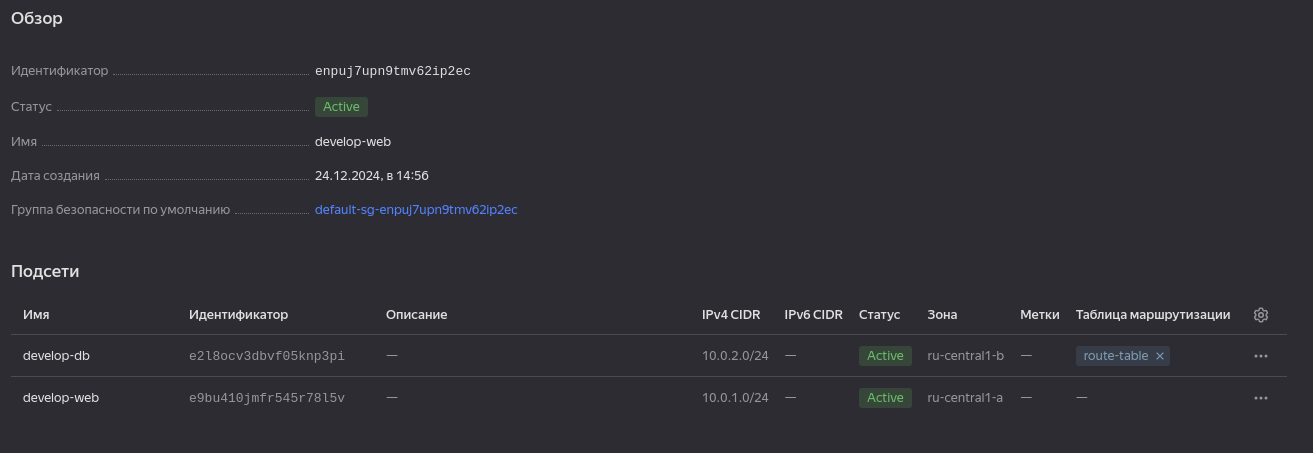 Обзор
Идентификатор enpuj7upn9tmv62ip2ec
Статус Active
Имя develop-web
Дата создания 24.12.2024, в 14:56
Группа безопасности по умолчанию default-sg-enpuj7upn9tmv62ip2ec
Подсети
Имя Идентификатор Описание IPv4 CIDR IPv6 CIDR Статус Зона Метки Таблица маршрутизации
develop-db e2l8ocv3dbvf05knp3pi — 10.0.2.0/24 — Active ru-central1-b — route-table ×
develop-web e9bu410jmfr545r78l5v — 10.0.1.0/24 — Active ru-central1-a — —